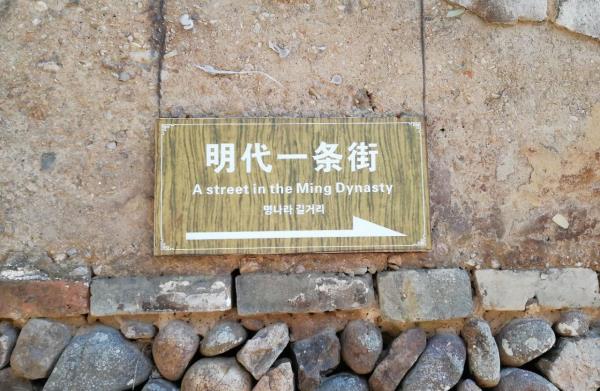 明代一条街
A street in the Ming Dynasty
명나라 길거리